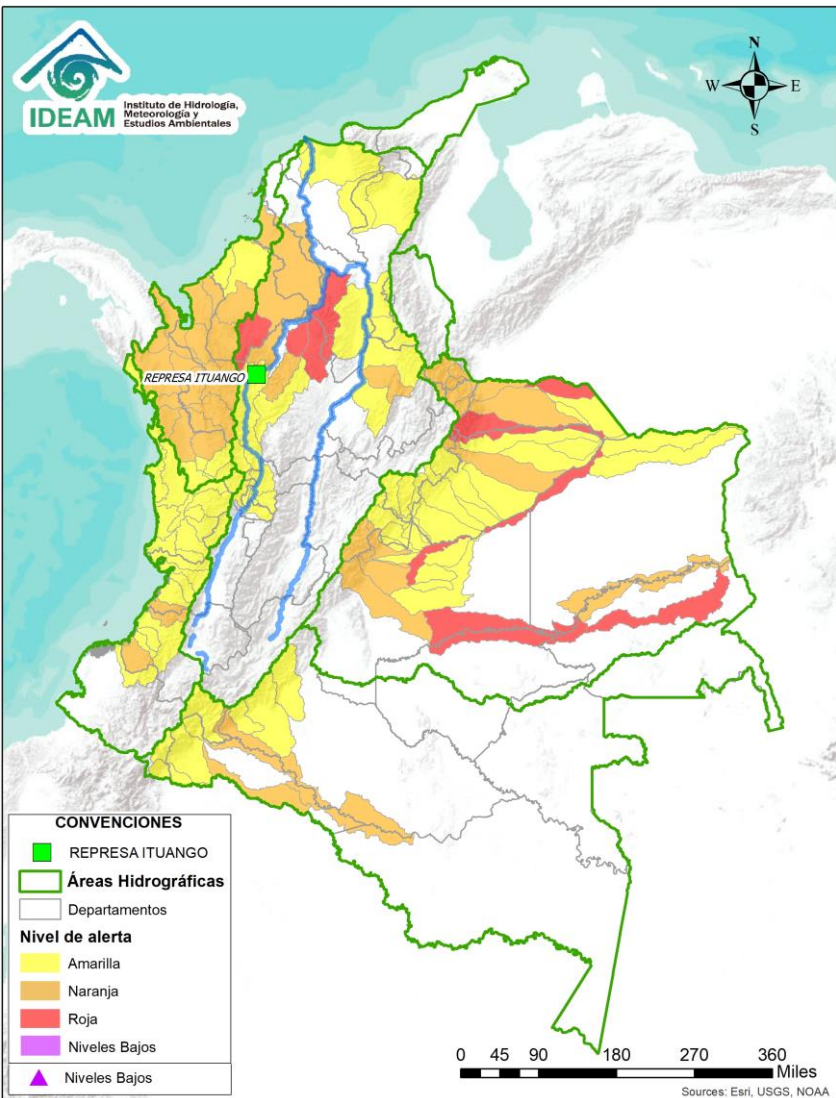 IDEAM
Instituto de Hidrología,
Meteorología y
Estudios Ambientales
N
W
E
S
REPRESA ITUANGO
CONVENCIONES
REPRESA ITUANGO
Áreas Hidrográficas
Departamentos
Nivel de alerta
Amarilla
Naranja
Roja
Niveles Bajos
Niveles Bajos
0 45 90 180 270 360
Miles
Sources: Esri, USGS, NOAA